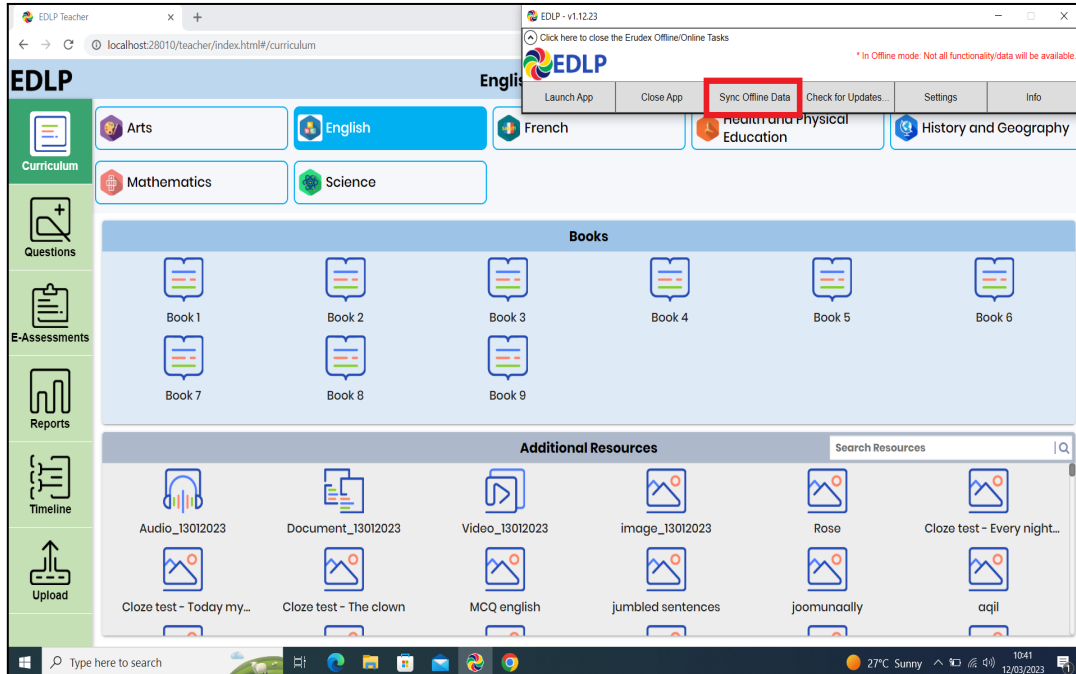 EDLP Teacher
EDLP - v1.12.23
localhost:28010/teacher/index.html#/curriculum
Click here to close the Erudex Offline/Online Tasks
EDLP
* In Offline mode: Not all functionality/data will be available.
Launch App
Close App
Sync Offline Data
Check for Updates...
Settings
Info
EDLP
Englis
Curriculum
Questions
E-Assessments
Reports
Timeline
Upload
Arts
English
French
Health and Physical
Education
History and Geography
Mathematics
Science
Books
Book 1
Book 2
Book 3
Book 4
Book 5
Book 6
Book 7
Book 8
Book 9
Additional Resources
Search Resources
Audio_13012023
Document_13012023
Video_13012023
image_13012023
Rose
Cloze test - Every night...
Cloze test - Today my...
Cloze test - The clown
MCQ english
jumbled sentences
joomunaally
aqil
Type here to search
27°C Sunny
10:41
12/03/2023
1